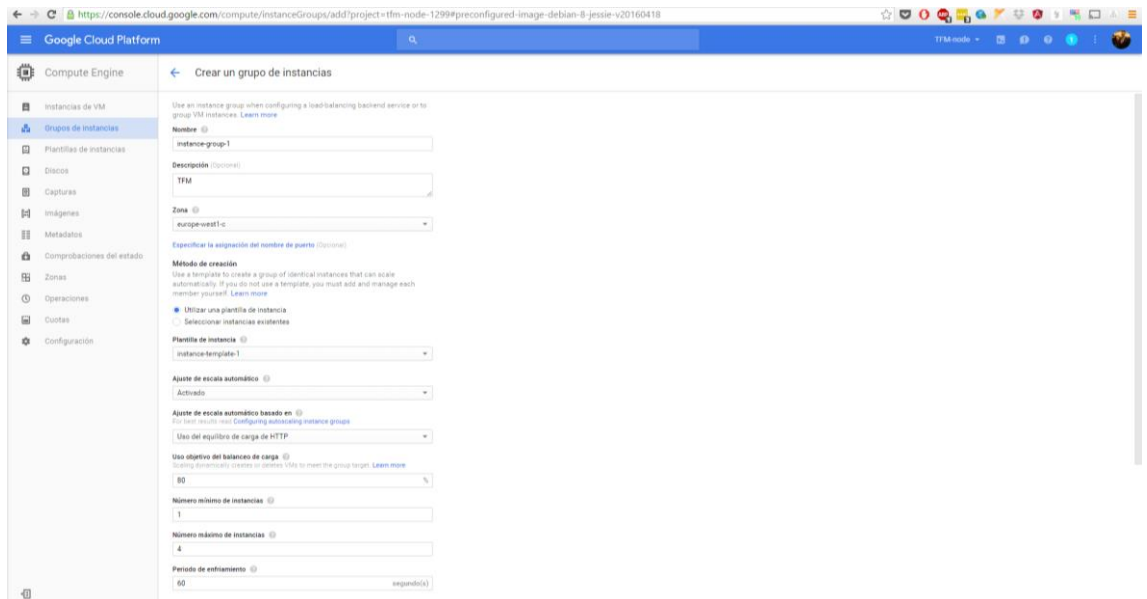 https://console.cloud.google.com/compute/instanceGroups/add?project=tfm-node-1299#preconfigured-image-debian-8-jessie-v20160418
Google Cloud Platform
TFM-node
Compute Engine
Crear un grupo de instancias
Instancias de VM
Grupos de instancias
Plantillas de instancias
Discos
Capturas
Imágenes
Metadatos
Comprobaciones del estado
Zonas
Operaciones
Cuotas
Configuración
Use an instance group when configuring a load-balancing backend service or to
group VM instances. Learn more
Nombre
instance-group-1
Descripción (Opcional)
TFM
Zona
europe-west1-c
Especificar la asignación del nombre de puerto (Opcional)
Método de creación
Use a template to create a group of identical instances that can scale
automatically. If you do not use a template, you must add and manage each
member yourself. Learn more
Utilizar una plantilla de instancia
Seleccionar instancias existentes
Plantilla de instancia
instance-template-1
Ajuste de escala automático
Activado
Ajuste de escala automático basado en
For best results read Configuring autoscaling instance groups
Uso del equilibro de carga de HTTP
Uso objetivo del balanceo de carga
Scaling dynamically creates or deletes VMs to meet the group target. Learn more
80 %
Número mínimo de instancias
1
Número máximo de instancias
4
Periodo de enfriamiento
60 segundo(s)